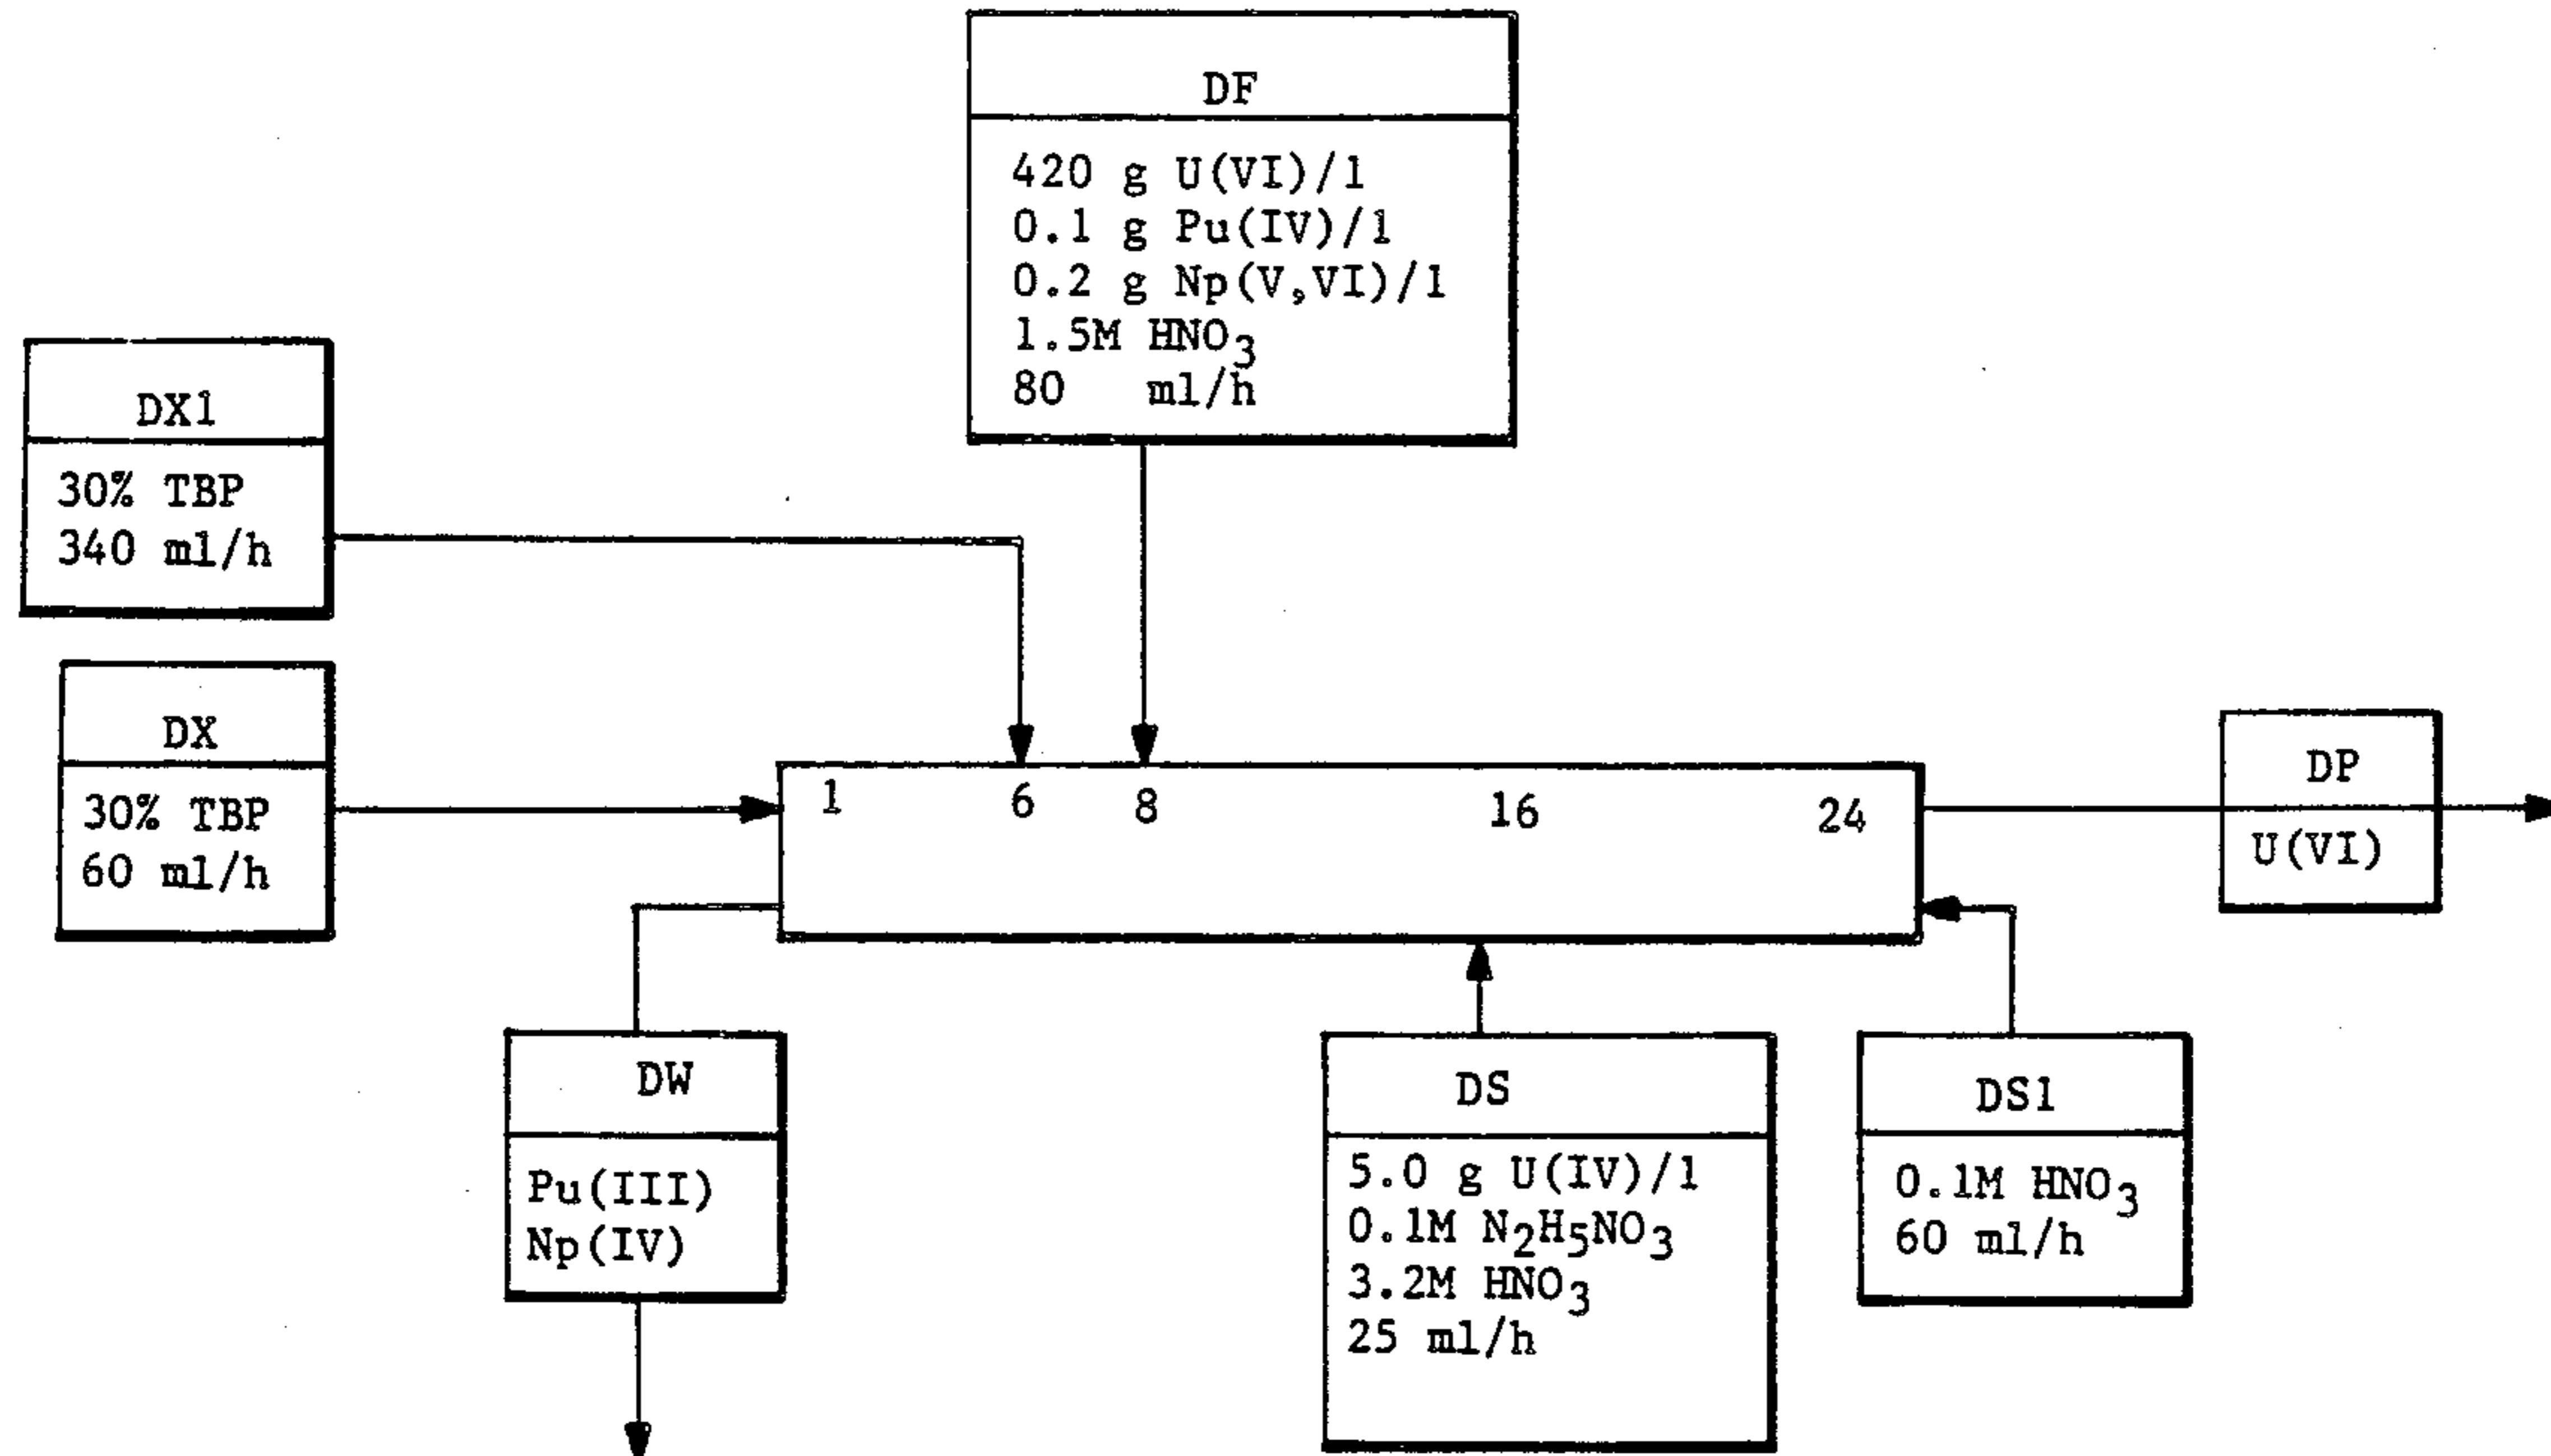 DF
420 g U(VI)/l
0.1 g Pu(IV)/l
0.2 g Np(V,VI)/l
1.5M HNO3
80 ml/h
DX1
30% TBP
340 ml/h
DX
30% TBP
60 ml/h
1 6 8 16 24
DP
U(VI)
DW
Pu(III)
Np(IV)
DS
5.0 g U(IV)/l
0.1M N2H5NO3
3.2M HNO3
25 ml/h
DS1
0.1M HNO3
60 ml/h